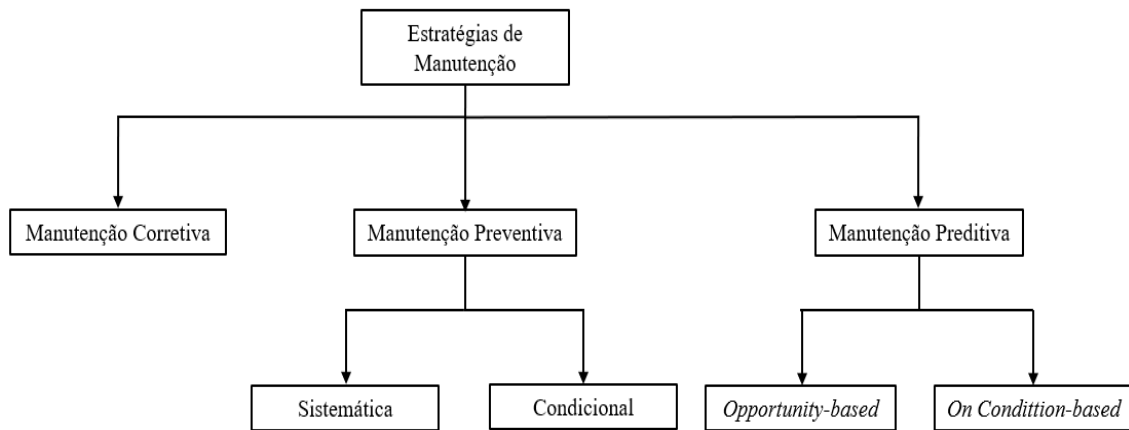 Estratégias de
Manutenção
Manutenção Corretiva
Manutenção Preventiva
Manutenção Preditiva
Sistemática
Condicional
Opportunity-based
On Condittion-based